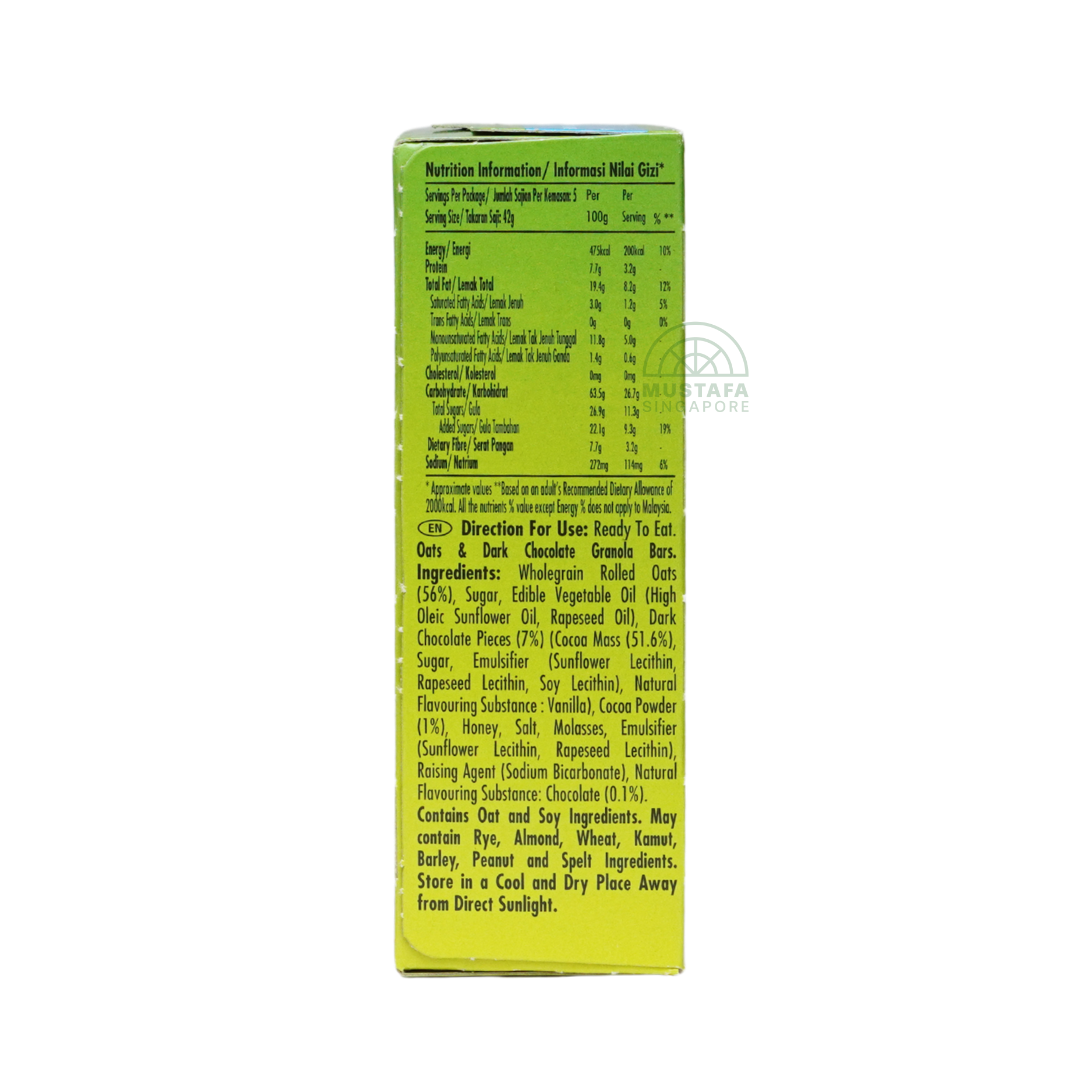 Nutrition Information/ Informasi Nilai Gizi*
Servings Per Package/ Jumlah Sajian Per Kemasan: 5 Per Per
Serving Size/ Takaran Saji: 42g 100g Serving %**
Energy/ Energi 475kcal 200kcal 10%
Protein 7.7g 3.2g -
Total Fat/ Lemak Total 19.4g 8.2g 12%
Saturated Fatty Acids/ Lemak Jenuh 3.0g 1.2g 5%
Trans Fatty Acids/ Lemak Trans 0g 0g 0%
Monounsaturated Fatty Acids/ Lemak Tak Jenuh Tunggal 11.8g 5.0g
Polyunsaturated Fatty Acids/ Lemak Tak Jenuh Ganda 1.4g 0.6g
Cholesterol/ Kolesterol 0mg 0mg
Carbohydrate/ Karbohidrat 63.5g 26.7g
Total Sugars/ Gula 26.9g 11.3g
Added Sugars/ Gula Tambahan 22.1g 9.3g 19%
Dietary Fibre/ Serat Pangan 7.7g 3.2g -
Sodium/ Natrium 272mg 114mg 6%
* Approximate values **Based on an adult's Recommended Dietary Allowance of
2000kcal. All the nutrients % value except Energy % does not apply to Malaysia.
EN Direction For Use: Ready To Eat.
Oats & Dark Chocolate Granola Bars.
Ingredients: Wholegrain Rolled Oats
(56%), Sugar, Edible Vegetable Oil (High
Oleic Sunflower Oil, Rapeseed Oil), Dark
Chocolate Pieces (7%) (Cocoa Mass (51.6%),
Sugar, Emulsifier (Sunflower Lecithin,
Rapeseed Lecithin, Soy Lecithin), Natural
Flavouring Substance : Vanilla), Cocoa Powder
(1%), Honey, Salt, Molasses, Emulsifier
(Sunflower Lecithin, Rapeseed Lecithin),
Raising Agent (Sodium Bicarbonate), Natural
Flavouring Substance: Chocolate (0.1%).
Contains Oat and Soy Ingredients. May
contain Rye, Almond, Wheat, Kamut,
Barley, Peanut and Spelt Ingredients.
Store in a Cool and Dry Place Away
from Direct Sunlight.
MUSTAFA
SINGAPORE